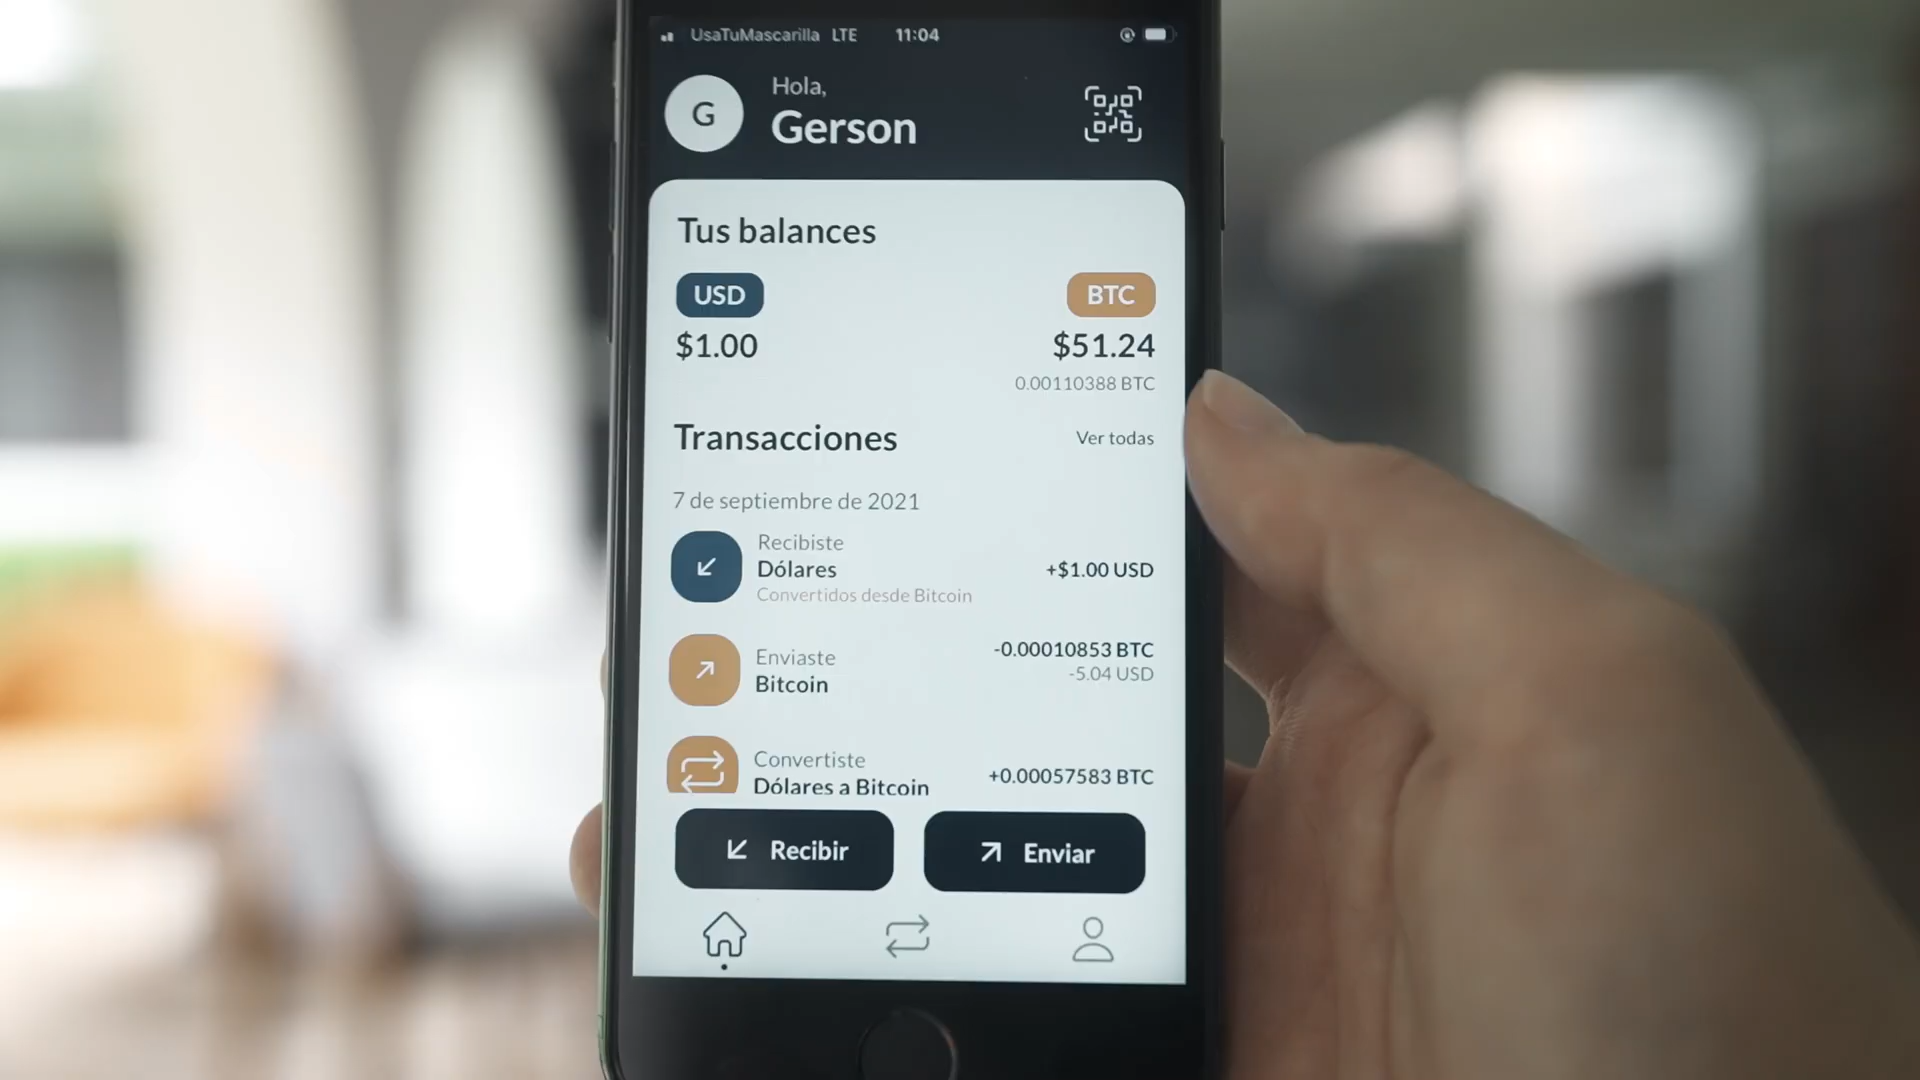 UsaTuMascarilla LTE 11:04
G
Hola,
Gerson
Tus balances
USD BTC
$1.00 $51.24
0.00110388 BTC
Transacciones Ver todas
7 de septiembre de 2021
Recibiste
Dólares +$1.00 USD
Convertidos desde Bitcoin
Enviaste -0.00010853 BTC
Bitcoin -5.04 USD
Convertiste
Dólares a Bitcoin +0.00057583 BTC
Recibir Enviar